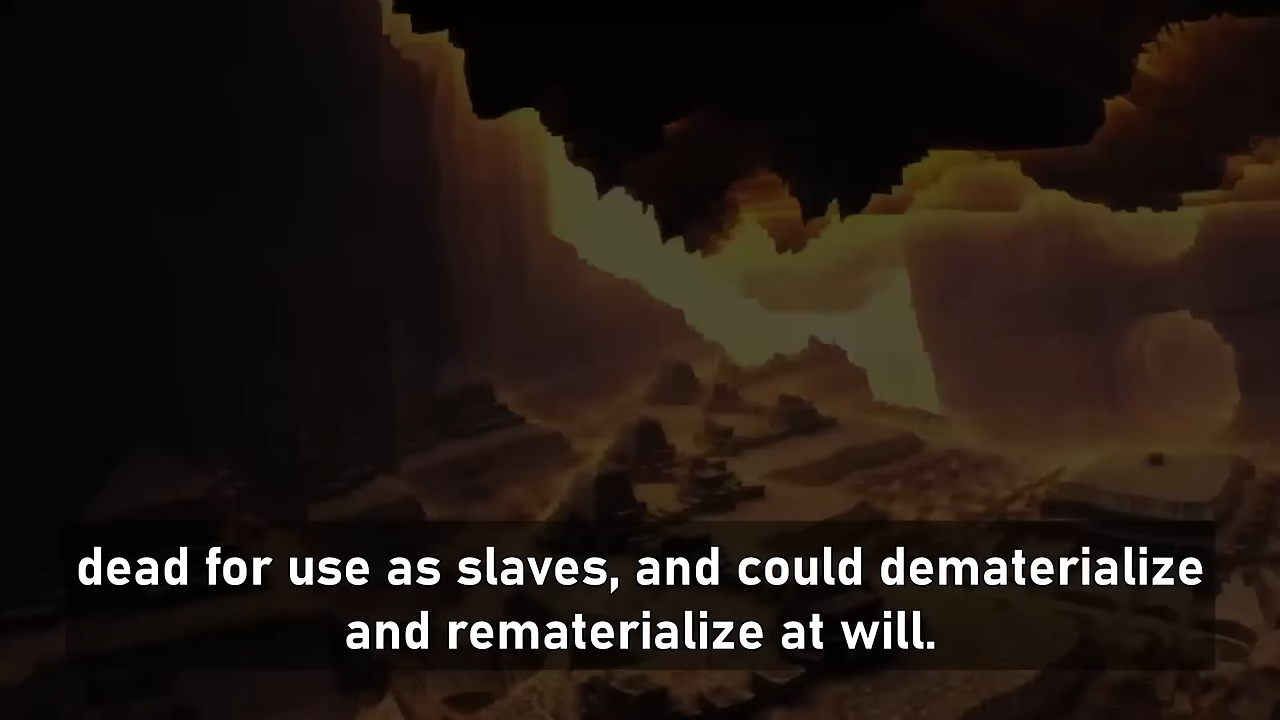 dead for use as slaves, and could dematerialize
and rematerialize at will.